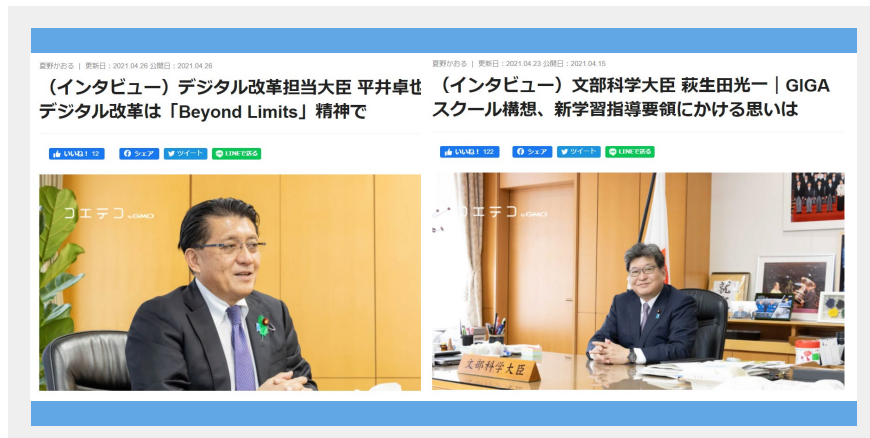 夏野かおる | 更新日：2021.04.26 公開日：2021.04.26
（インタビュー）デジタル改革担当大臣 平井卓也
デジタル改革は「Beyond Limits」精神で
いいね！ 12 シェア ツイート LINEで送る
コエテコ byGMO
夏野かおる | 更新日：2021.04.23 公開日：2021.04.15
（インタビュー）文部科学大臣 萩生田光一｜GIGA
スクール構想、新学習指導要領にかける思いは
いいね！ 122 シェア ツイート LINEで送る
コエテコ byGMO
文部科学大臣